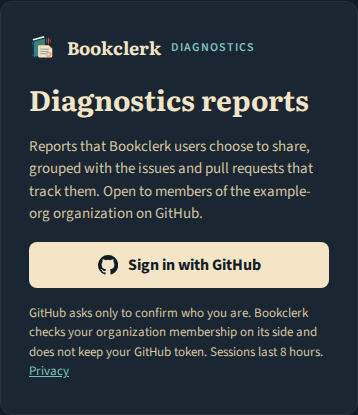 Bookclerk DIAGNOSTICS
Diagnostics reports
Reports that Bookclerk users choose to share,
grouped with the issues and pull requests that
track them. Open to members of the example-
org organization on GitHub.
Sign in with GitHub
GitHub asks only to confirm who you are. Bookclerk
checks your organization membership on its side and
does not keep your GitHub token. Sessions last 8 hours.
Privacy